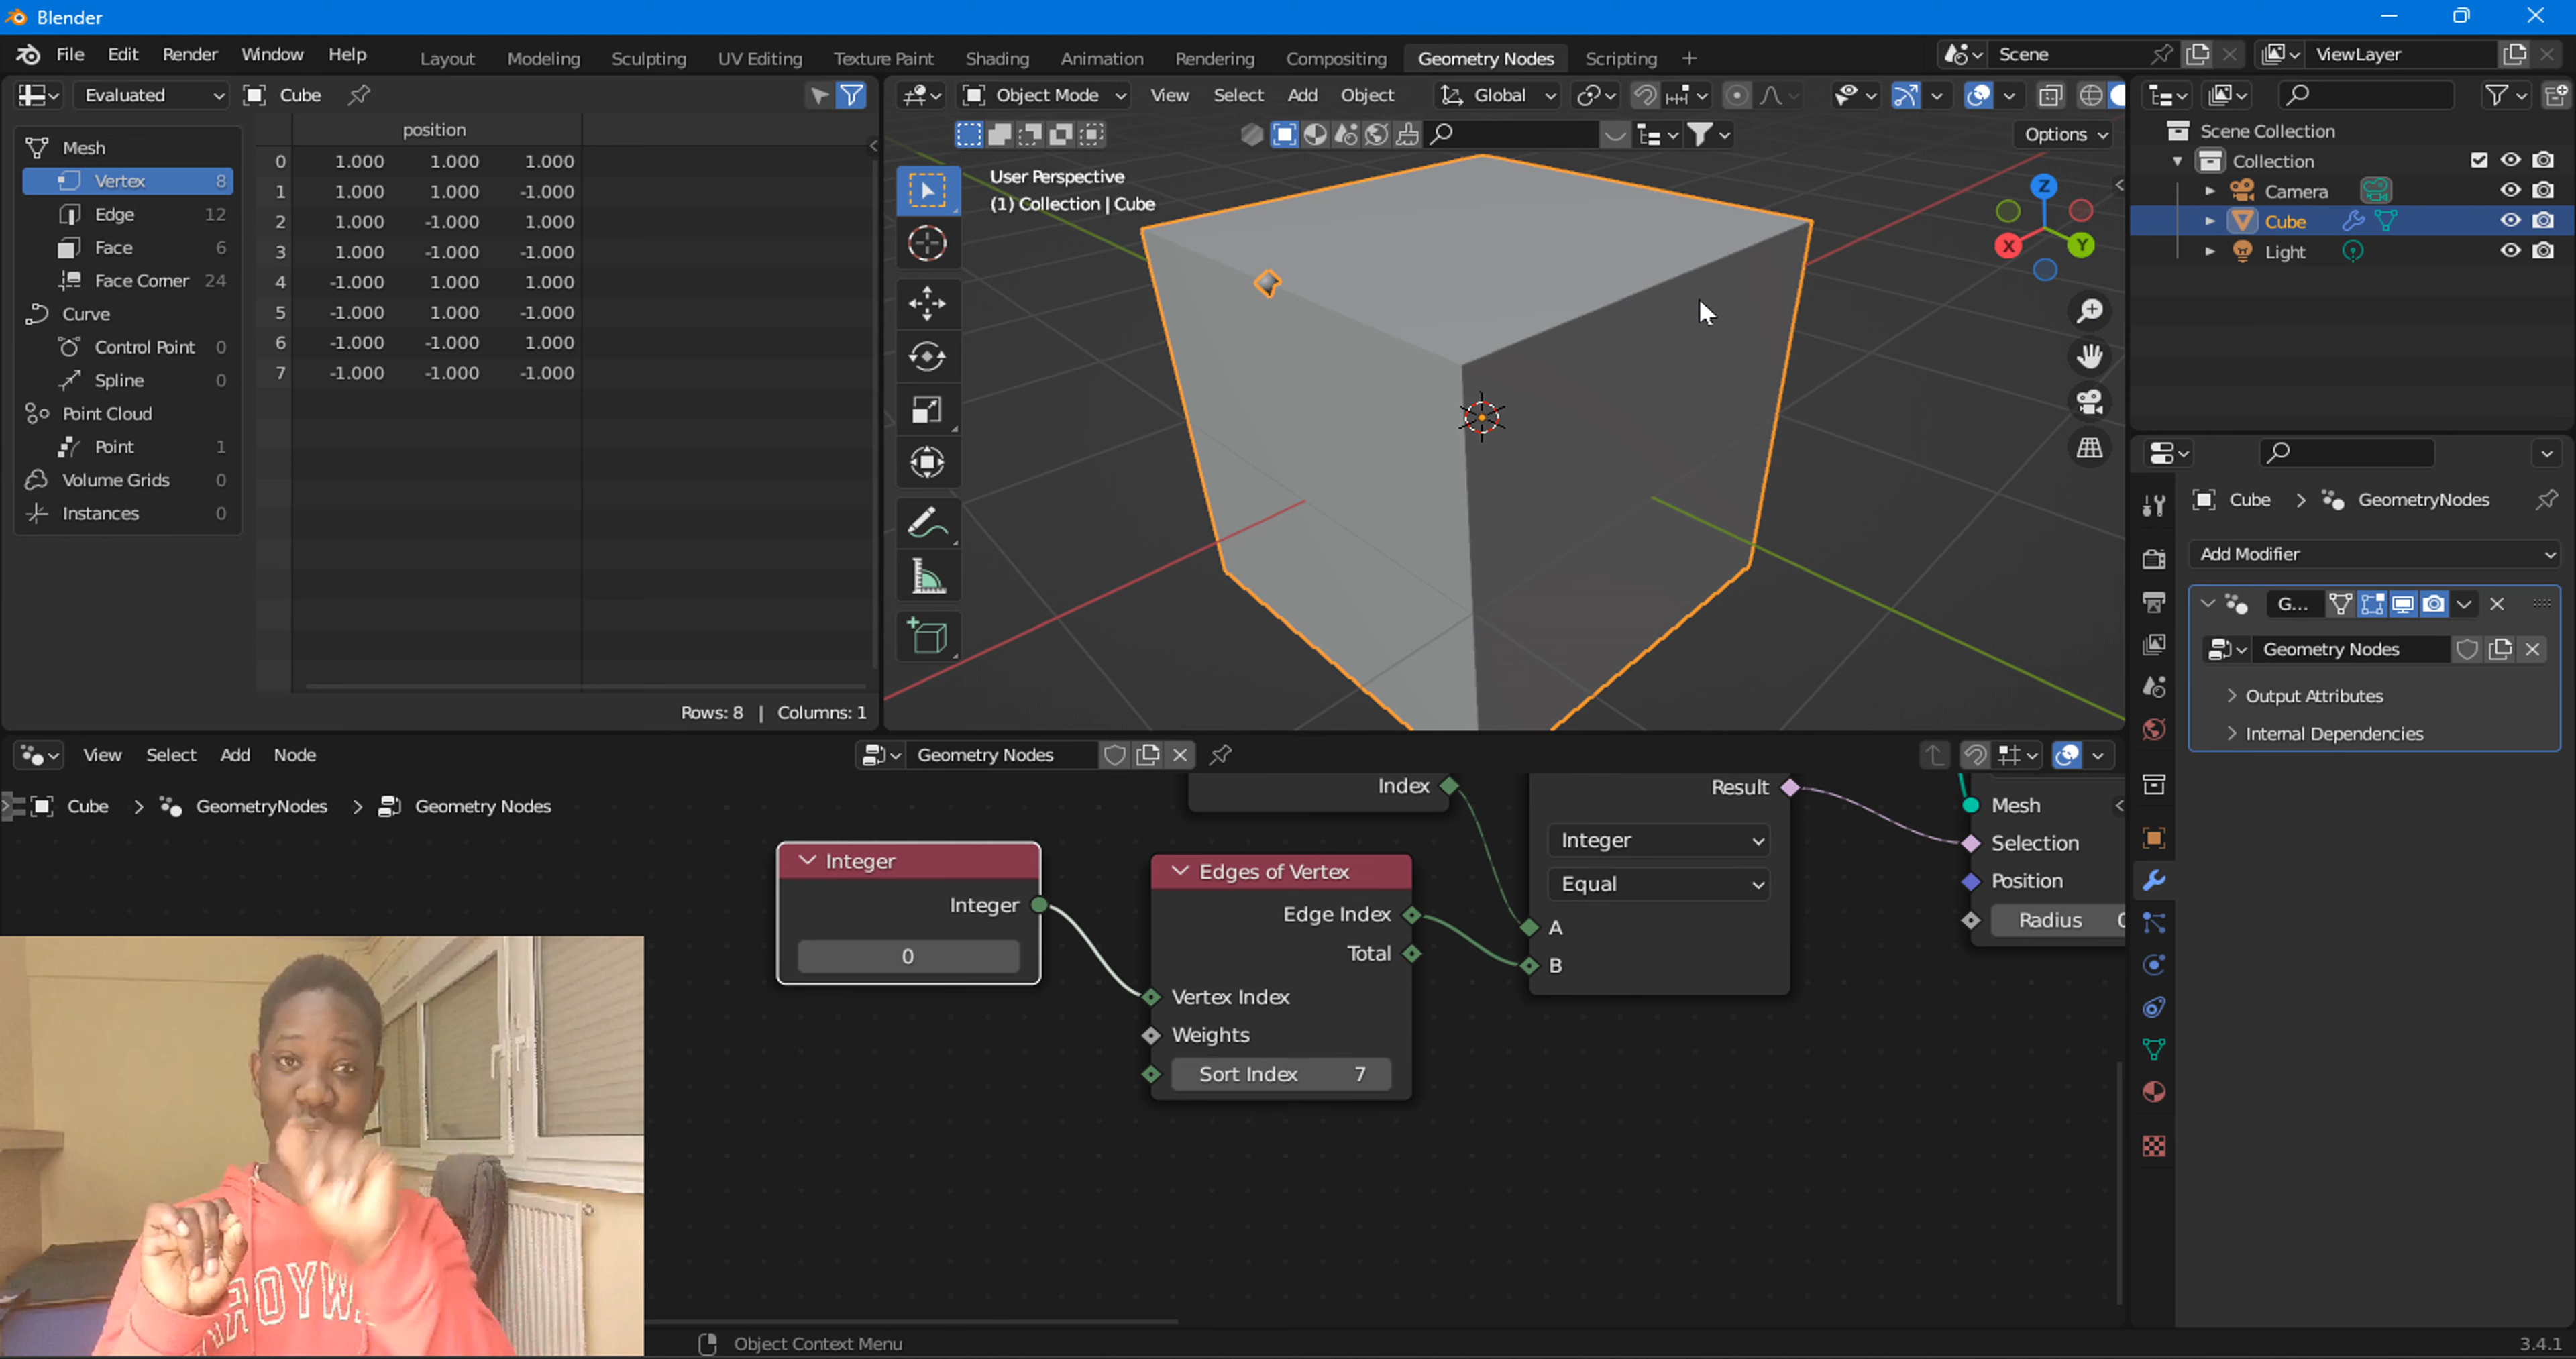 Blender
File Edit Render Window Help Layout Modeling Sculpting UV Editing Texture Paint Shading Animation Rendering Compositing Geometry Nodes Scripting + Scene ViewLayer
Evaluated Cube
position
Mesh
Vertex 8
Edge 12
Face 6
Face Corner 24
Curve
Control Point 0
Spline 0
Point Cloud
Point 1
Volume Grids 0
Instances 0
0 1.000 1.000 1.000
1 1.000 1.000 -1.000
2 1.000 -1.000 1.000
3 1.000 -1.000 -1.000
4 -1.000 1.000 1.000
5 -1.000 1.000 -1.000
6 -1.000 -1.000 1.000
7 -1.000 -1.000 -1.000
Rows: 8 | Columns: 1
Object Mode View Select Add Object Global
Options
User Perspective
(1) Collection | Cube
Z
X
Y
Scene Collection
Collection
Camera
Cube
Light
Cube > GeometryNodes
Add Modifier
G...
Geometry Nodes
Output Attributes
Internal Dependencies
View Select Add Node Geometry Nodes
Cube > GeometryNodes > Geometry Nodes
Integer
Integer
0
Index
Edges of Vertex
Edge Index
Total
Vertex Index
Weights
Sort Index 7
Result
Integer
Equal
A
B
Mesh
Selection
Position
Radius 0
Object Context Menu
3.4.1